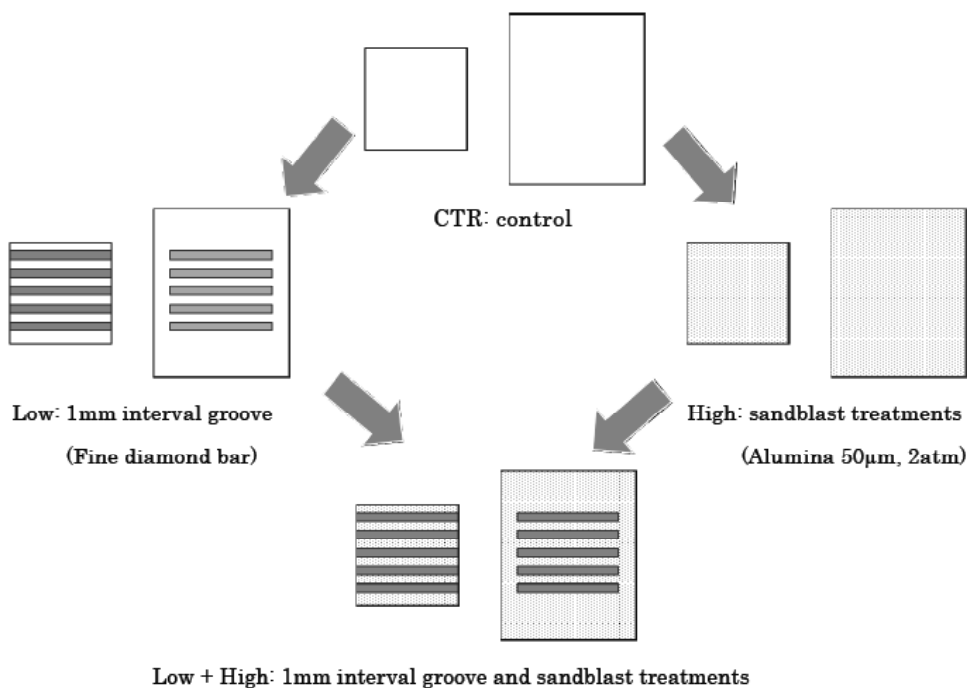 CTR: control
Low: 1mm interval groove
(Fine diamond bar)
High: sandblast treatments
(Alumina 50μm, 2atm)
Low + High: 1mm interval groove and sandblast treatments